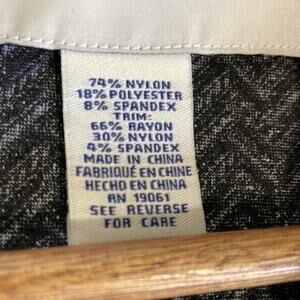 74% NYLON
18% POLYESTER
8% SPANDEX
TRIM:
66% RAYON
30% NYLON
4% SPANDEX
MADE IN CHINA
FABRIQUÉ EN CHINE
HECHO EN CHINA
RN 19061
SEE REVERSE
FOR CARE